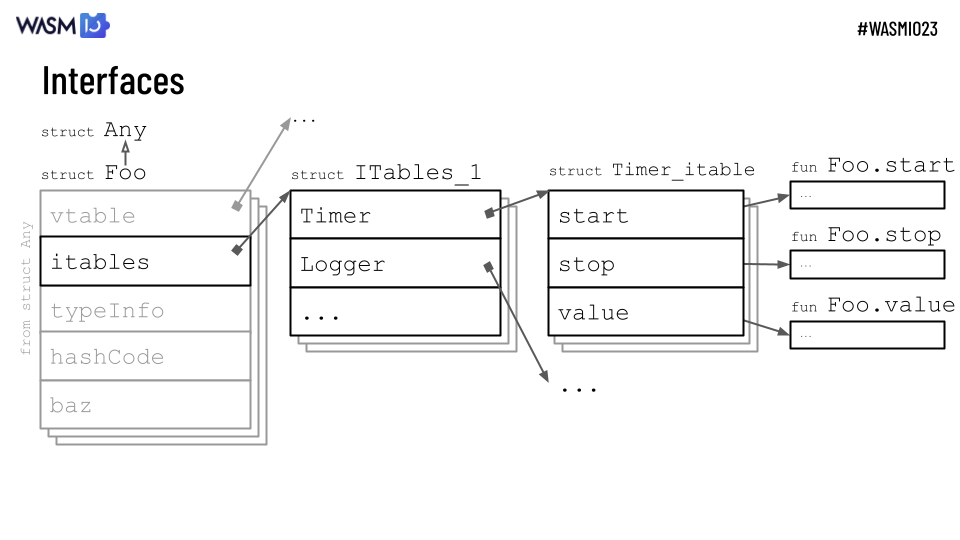 WASM IO
#WASMIO23
Interfaces
struct Any
struct Foo
from struct Any
vtable
itables
typeInfo
hashCode
baz
...
struct ITables_1
Timer
Logger
...
struct Timer_itable
start
stop
value
...
fun Foo.start
...
fun Foo.stop
...
fun Foo.value
...